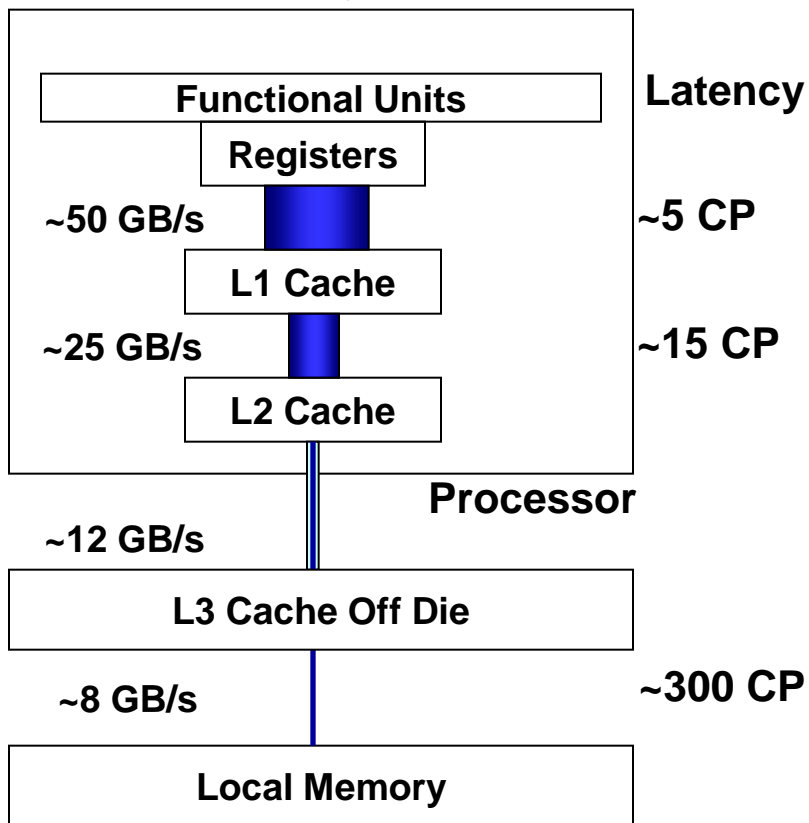 Functional Units
Latency
Registers
~50 GB/s
~5 CP
L1 Cache
~25 GB/s
~15 CP
L2 Cache
Processor
~12 GB/s
L3 Cache Off Die
~8 GB/s
~300 CP
Local Memory